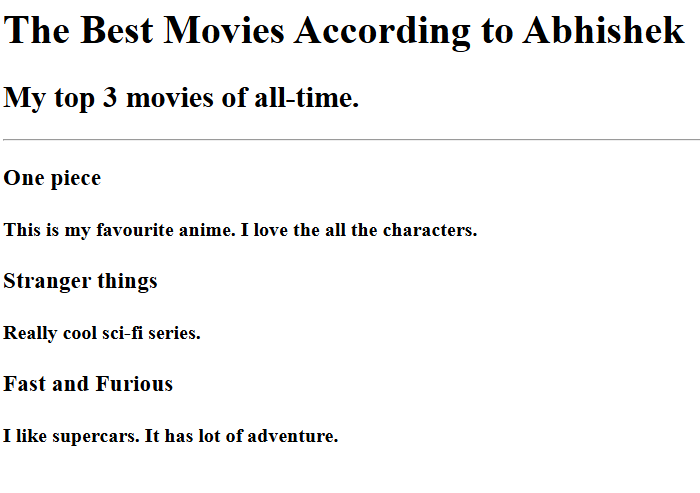 The Best Movies According to Abhishek
My top 3 movies of all-time.
One piece
This is my favourite anime. I love the all the characters.
Stranger things
Really cool sci-fi series.
Fast and Furious
I like supercars. It has lot of adventure.